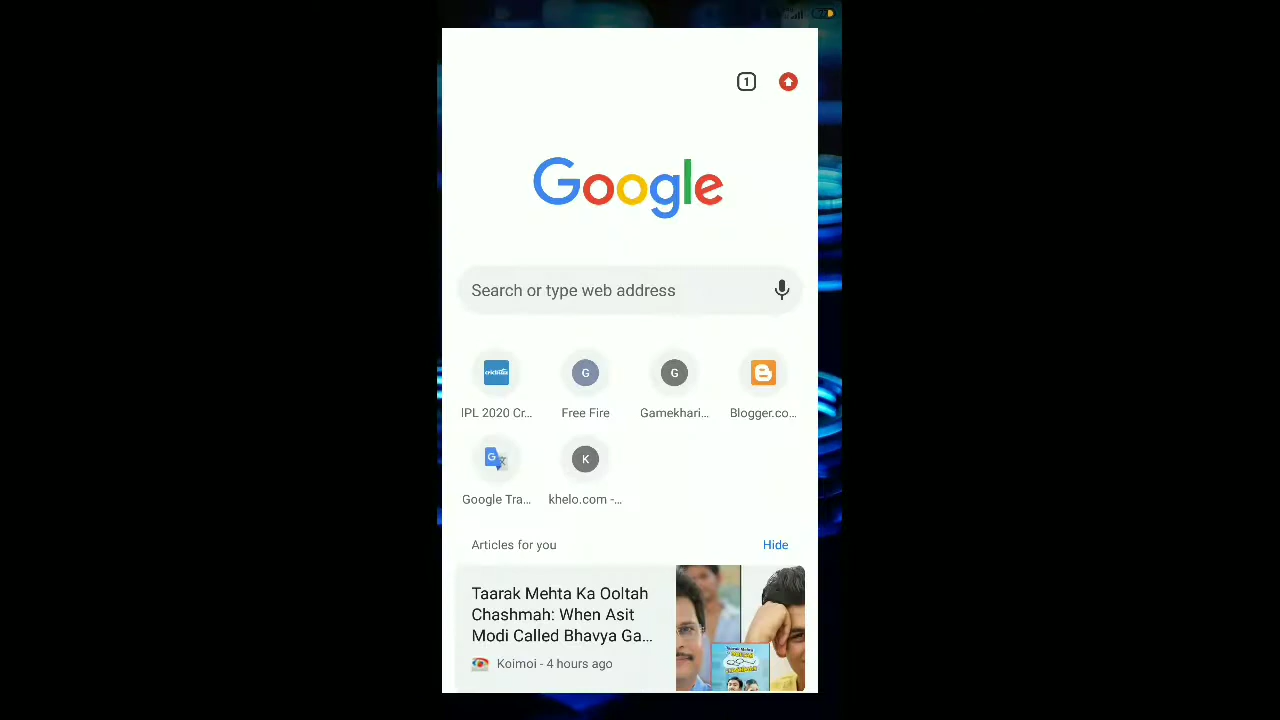 1
Google
Search or type web address
G
G
IPL 2020 Cr...
Free Fire
Gamekhari...
Blogger.co...
G
K
Google Tra...
khelo.com -...
Articles for you
Hide
Taarak Mehta Ka Ooltah
Chashmah: When Asit
Modi Called Bhavya Ga...
Koimoi - 4 hours ago